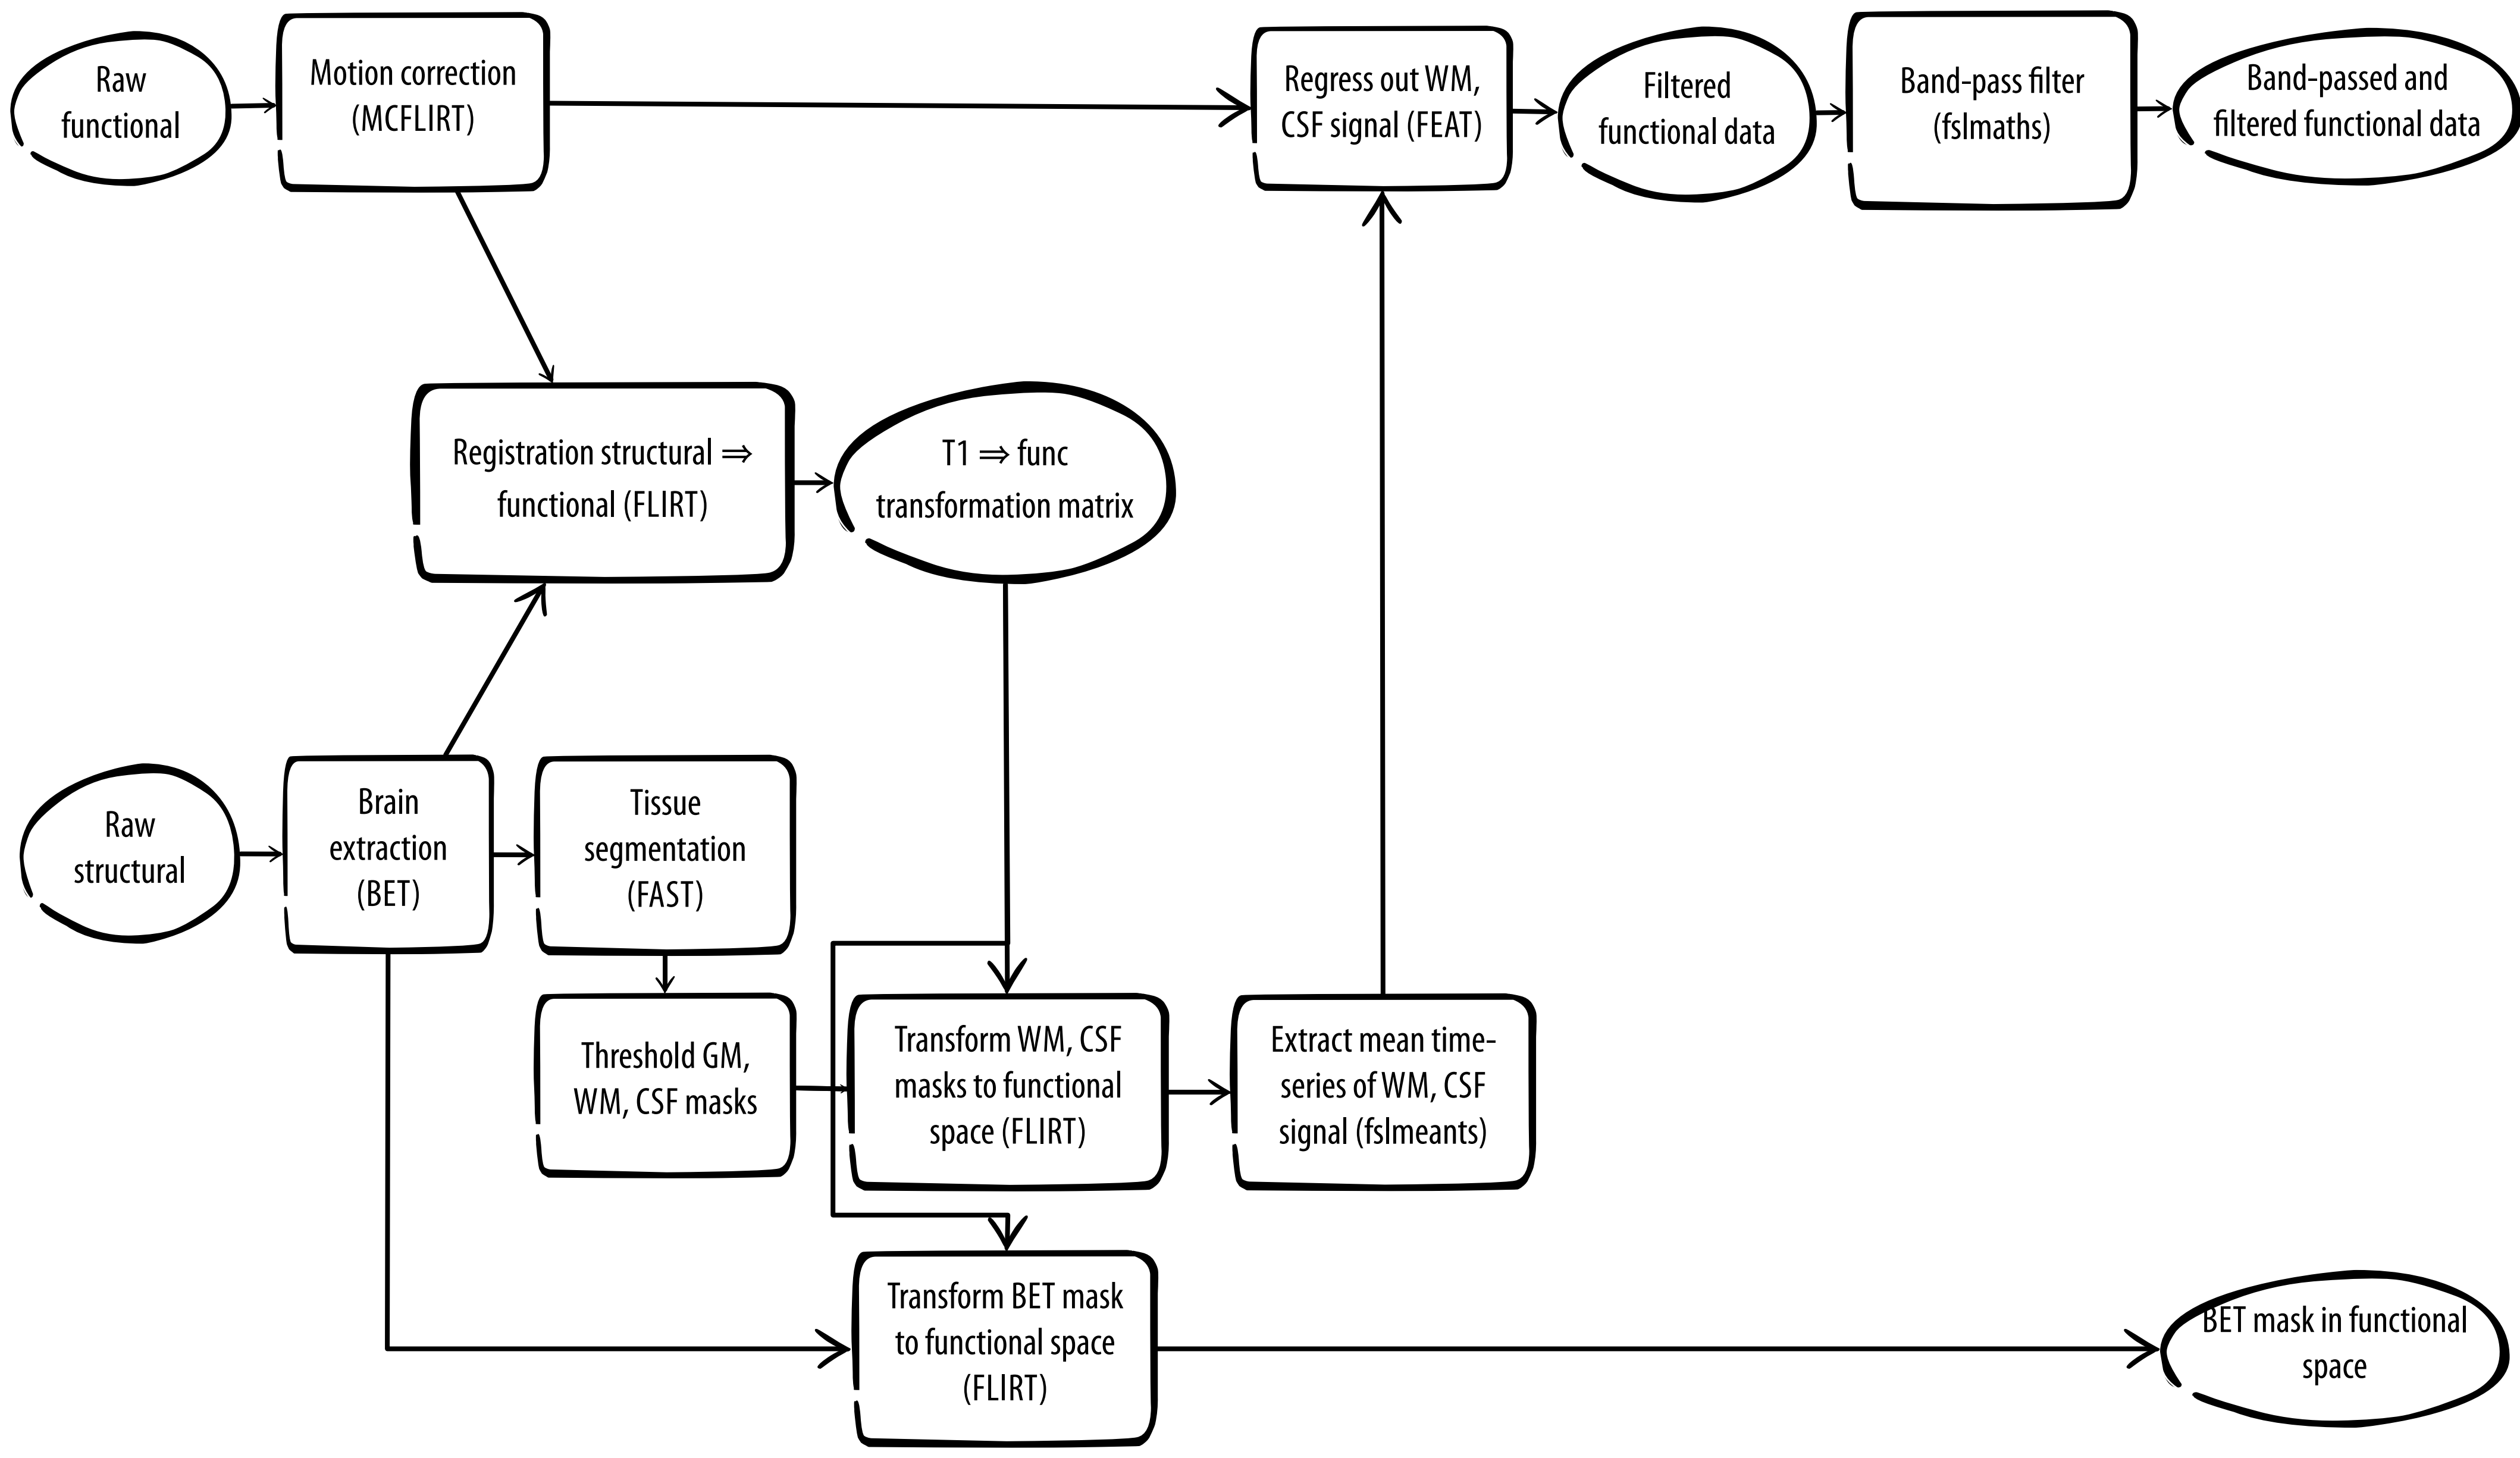 Raw
functional
Motion correction
(MCFLIRT)
Regress out WM,
CSF signal (FEAT)
Filtered
functional data
Band-pass filter
(fslmaths)
Band-passed and
filtered functional data
Registration structural ⇒
functional (FLIRT)
T1 ⇒ func
transformation matrix
Raw
structural
Brain
extraction
(BET)
Tissue
segmentation
(FAST)
Threshold GM,
WM, CSF masks
Transform WM, CSF
masks to functional
space (FLIRT)
Extract mean time-
series of WM, CSF
signal (fslmeants)
Transform BET mask
to functional space
(FLIRT)
BET mask in functional
space